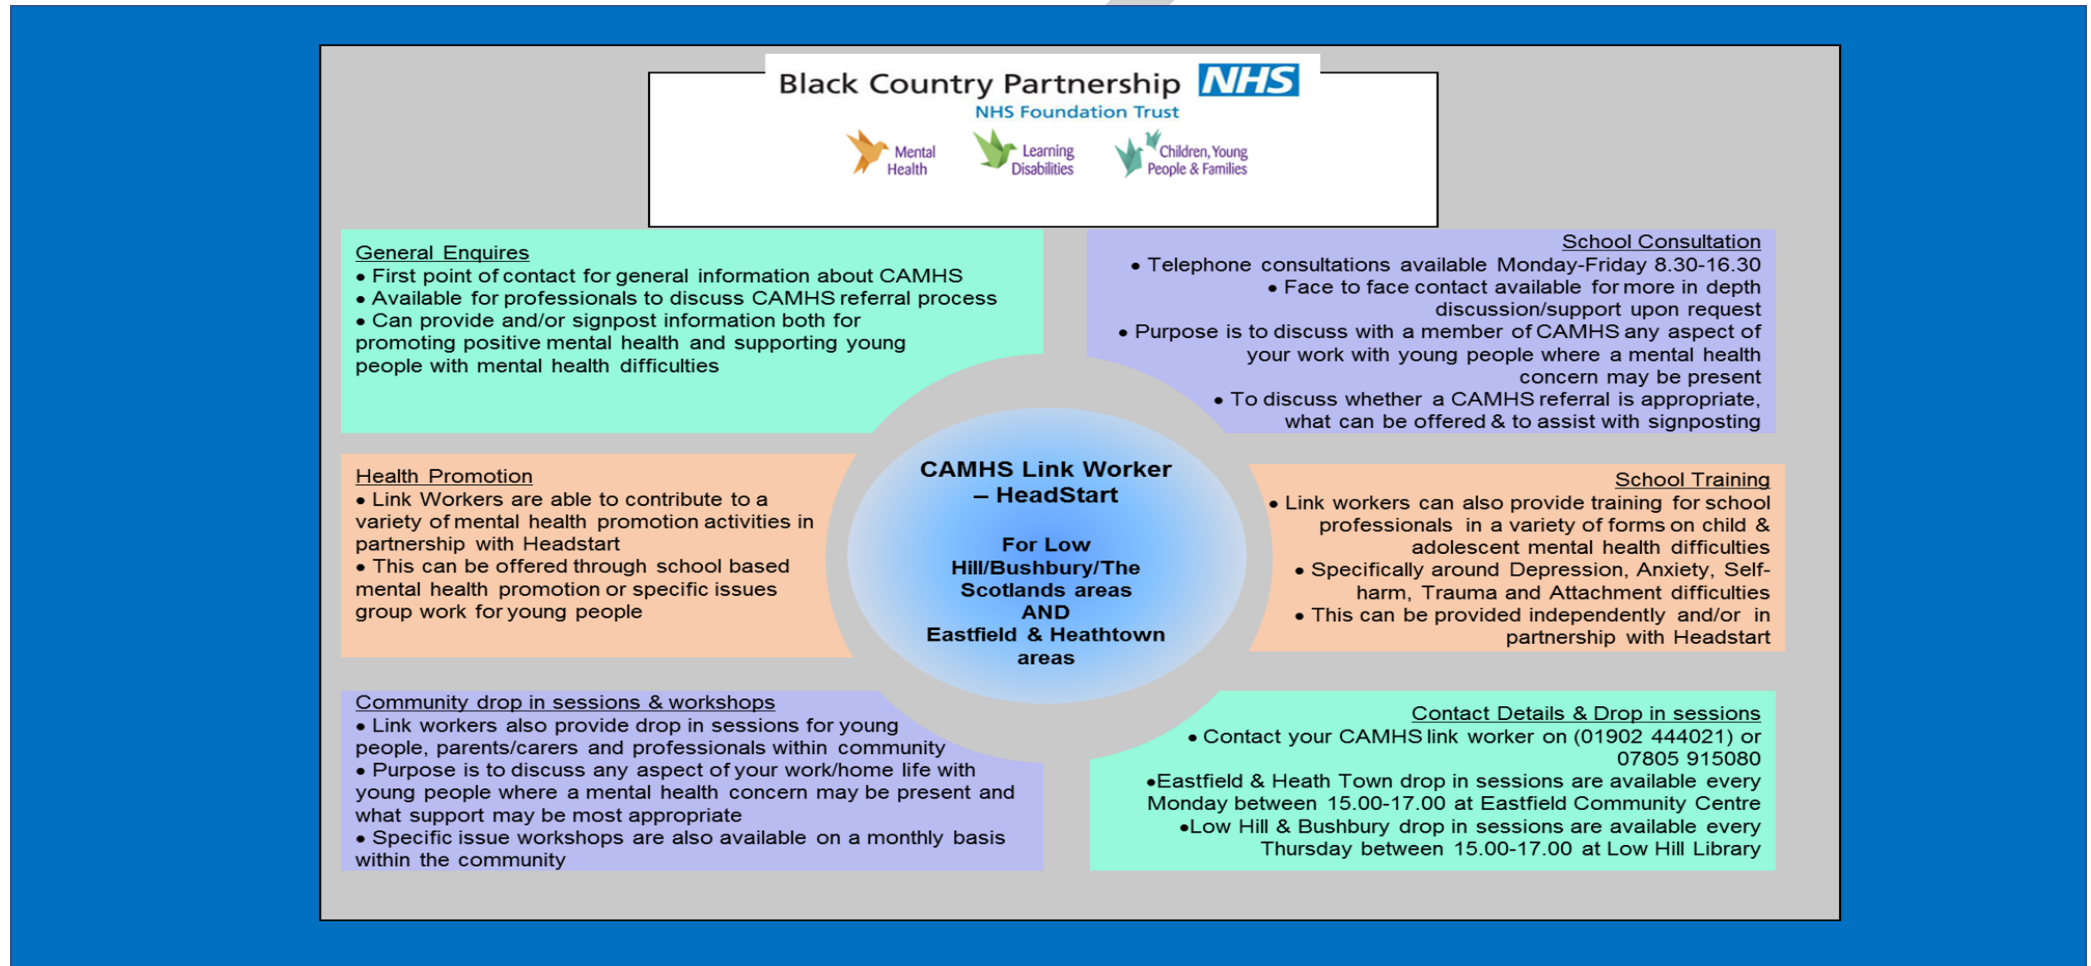 Black Country Partnership NHS
NHS Foundation Trust
Mental
Health
Learning
Disabilities
Children, Young
People & Families
General Enquires
• First point of contact for general information about CAMHS
• Available for professionals to discuss CAMHS referral process
• Can provide and/or signpost information both for
promoting positive mental health and supporting young
people with mental health difficulties
School Consultation
• Telephone consultations available Monday-Friday 8.30-16.30
• Face to face contact available for more in depth
discussion/support upon request
• Purpose is to discuss with a member of CAMHS any aspect of
your work with young people where a mental health
concern may be present
• To discuss whether a CAMHS referral is appropriate,
what can be offered & to assist with signposting
Health Promotion
• Link Workers are able to contribute to a
variety of mental health promotion activities in
partnership with Headstart
• This can be offered through school based
mental health promotion or specific issues
group work for young people
CAMHS Link Worker
– HeadStart
For Low
Hill/Bushbury/The
Scotlands areas
AND
Eastfield & Heathtown
areas
School Training
• Link workers can also provide training for school
professionals in a variety of forms on child &
adolescent mental health difficulties
• Specifically around Depression, Anxiety, Self-
harm, Trauma and Attachment difficulties
• This can be provided independently and/or in
partnership with Headstart
Community drop in sessions & workshops
• Link workers also provide drop in sessions for young
people, parents/carers and professionals within community
• Purpose is to discuss any aspect of your work/home life with
young people where a mental health concern may be present and
what support may be most appropriate
• Specific issue workshops are also available on a monthly basis
within the community
Contact Details & Drop in sessions
• Contact your CAMHS link worker on (01902 444021) or
07805 915080
•Eastfield & Heath Town drop in sessions are available every
Monday between 15.00-17.00 at Eastfield Community Centre
•Low Hill & Bushbury drop in sessions are available every
Thursday between 15.00-17.00 at Low Hill Library